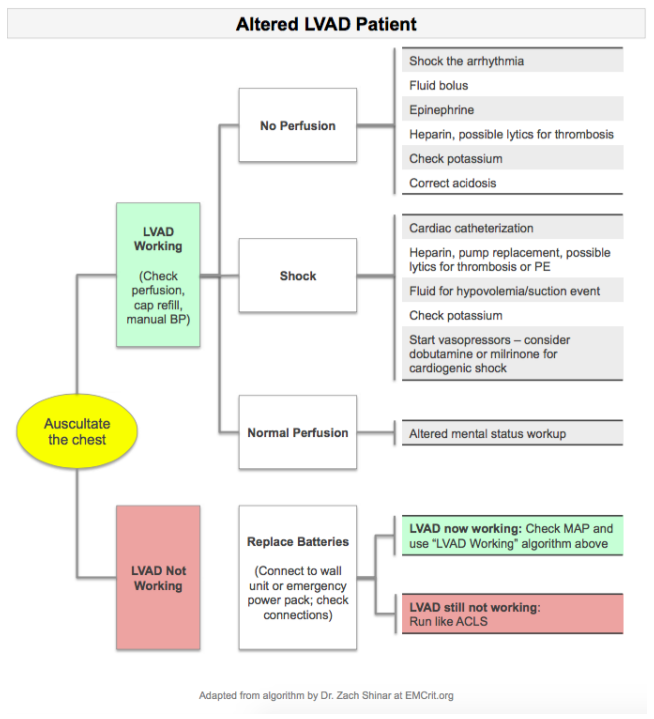 Altered LVAD Patient
No Perfusion
Shock the arrhythmia
Fluid bolus
Epinephrine
Heparin, possible lytics for thrombosis
Check potassium
Correct acidosis
LVAD
Working
(Check
perfusion,
cap refill,
manual BP)
Shock
Cardiac catheterization
Heparin, pump replacement, possible
lytics for thrombosis or PE
Fluid for hypovolemia/suction event
Check potassium
Start vasopressors – consider
dobutamine or milrinone for
cardiogenic shock
Normal Perfusion
Altered mental status workup
Auscultate
the chest
LVAD Not
Working
Replace Batteries
(Connect to wall
unit or emergency
power pack; check
connections)
LVAD now working: Check MAP and
use “LVAD Working” algorithm above
LVAD still not working:
Run like ACLS
Adapted from algorithm by Dr. Zach Shinar at EMCrit.org